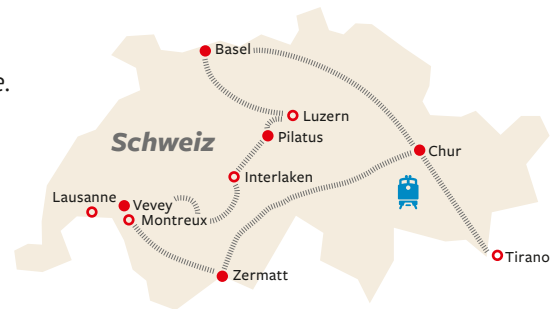 Basel
e.
Luzern
Pilatus
Schweiz
Chur
Interlaken
Lausanne
Vevey
Montreux
Tirano
Zermatt